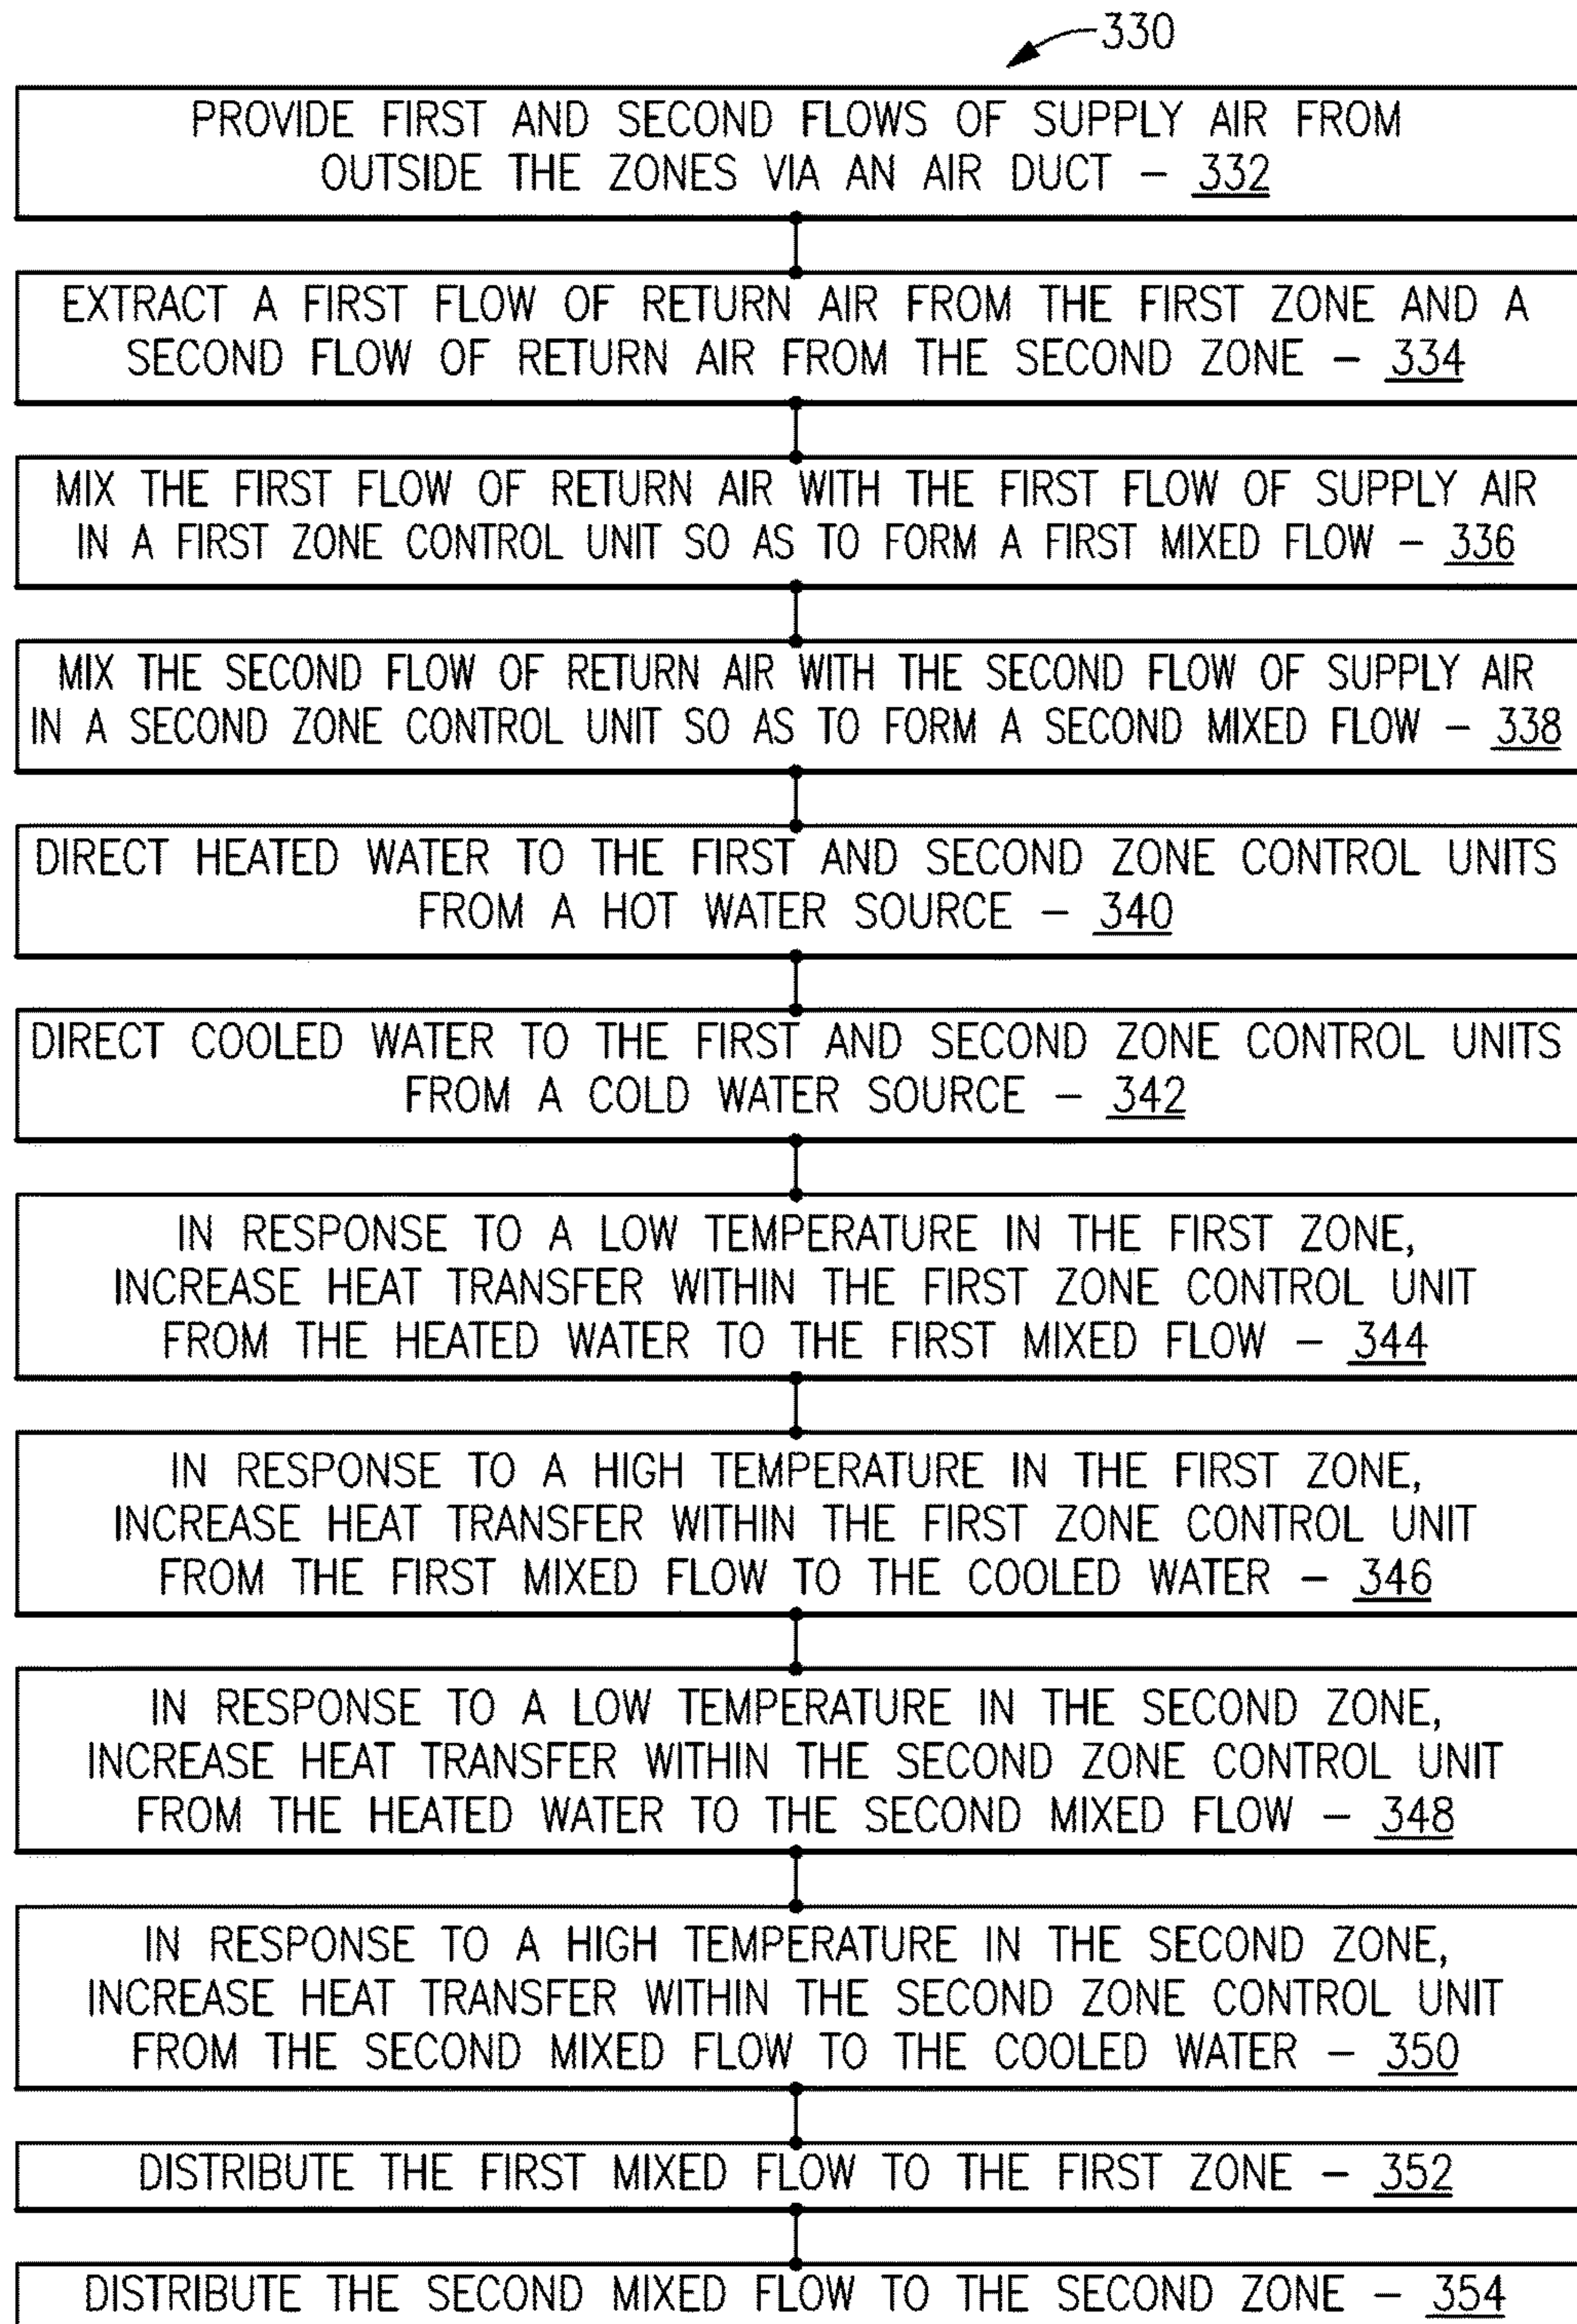 330
PROVIDE FIRST AND SECOND FLOWS OF SUPPLY AIR FROM
OUTSIDE THE ZONES VIA AN AIR DUCT – 332
EXTRACT A FIRST FLOW OF RETURN AIR FROM THE FIRST ZONE AND A
SECOND FLOW OF RETURN AIR FROM THE SECOND ZONE – 334
MIX THE FIRST FLOW OF RETURN AIR WITH THE FIRST FLOW OF SUPPLY AIR
IN A FIRST ZONE CONTROL UNIT SO AS TO FORM A FIRST MIXED FLOW – 336
MIX THE SECOND FLOW OF RETURN AIR WITH THE SECOND FLOW OF SUPPLY AIR
IN A SECOND ZONE CONTROL UNIT SO AS TO FORM A SECOND MIXED FLOW – 338
DIRECT HEATED WATER TO THE FIRST AND SECOND ZONE CONTROL UNITS
FROM A HOT WATER SOURCE – 340
DIRECT COOLED WATER TO THE FIRST AND SECOND ZONE CONTROL UNITS
FROM A COLD WATER SOURCE – 342
IN RESPONSE TO A LOW TEMPERATURE IN THE FIRST ZONE,
INCREASE HEAT TRANSFER WITHIN THE FIRST ZONE CONTROL UNIT
FROM THE HEATED WATER TO THE FIRST MIXED FLOW – 344
IN RESPONSE TO A HIGH TEMPERATURE IN THE FIRST ZONE,
INCREASE HEAT TRANSFER WITHIN THE FIRST ZONE CONTROL UNIT
FROM THE FIRST MIXED FLOW TO THE COOLED WATER – 346
IN RESPONSE TO A LOW TEMPERATURE IN THE SECOND ZONE,
INCREASE HEAT TRANSFER WITHIN THE SECOND ZONE CONTROL UNIT
FROM THE HEATED WATER TO THE SECOND MIXED FLOW – 348
IN RESPONSE TO A HIGH TEMPERATURE IN THE SECOND ZONE,
INCREASE HEAT TRANSFER WITHIN THE SECOND ZONE CONTROL UNIT
FROM THE SECOND MIXED FLOW TO THE COOLED WATER – 350
DISTRIBUTE THE FIRST MIXED FLOW TO THE FIRST ZONE – 352
DISTRIBUTE THE SECOND MIXED FLOW TO THE SECOND ZONE – 354